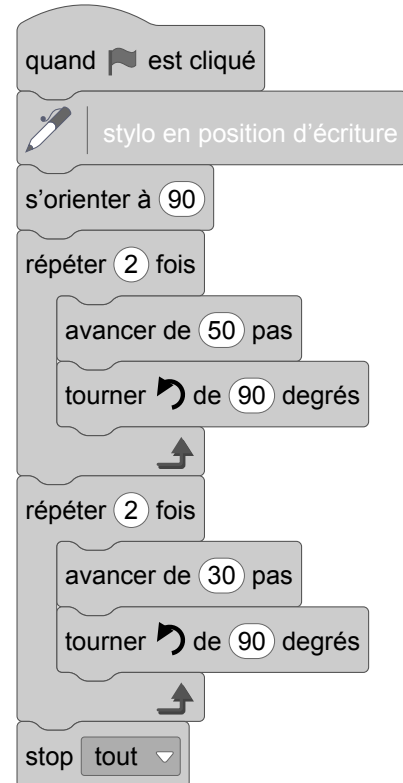 quand est cliqué
stylo en position d’écriture
s’orienter à 90
répéter 2 fois
avancer de 50 pas
tourner de 90 degrés
répéter 2 fois
avancer de 30 pas
tourner de 90 degrés
stop tout